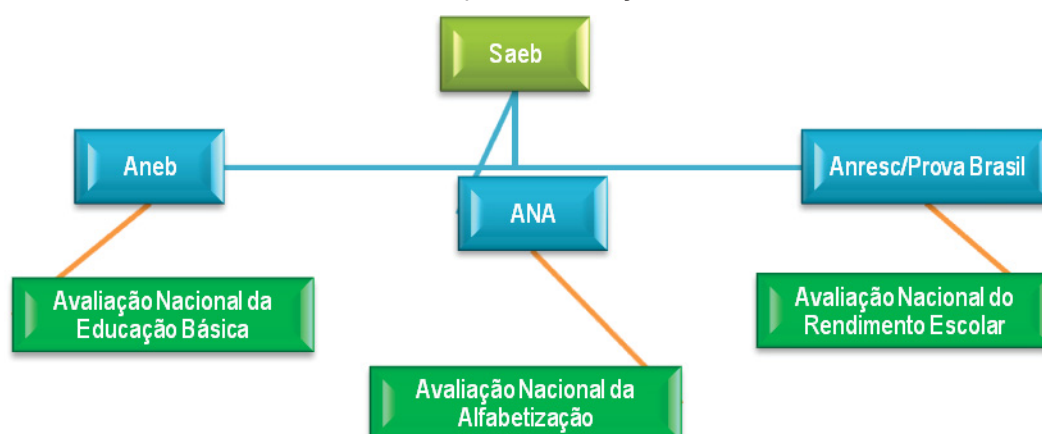 Saeb
Aneb
ANA
Anresc/Prova Brasil
Avaliação Nacional da
Educação Básica
Avaliação Nacional da
Alfabetização
Avaliação Nacional do
Rendimento Escolar